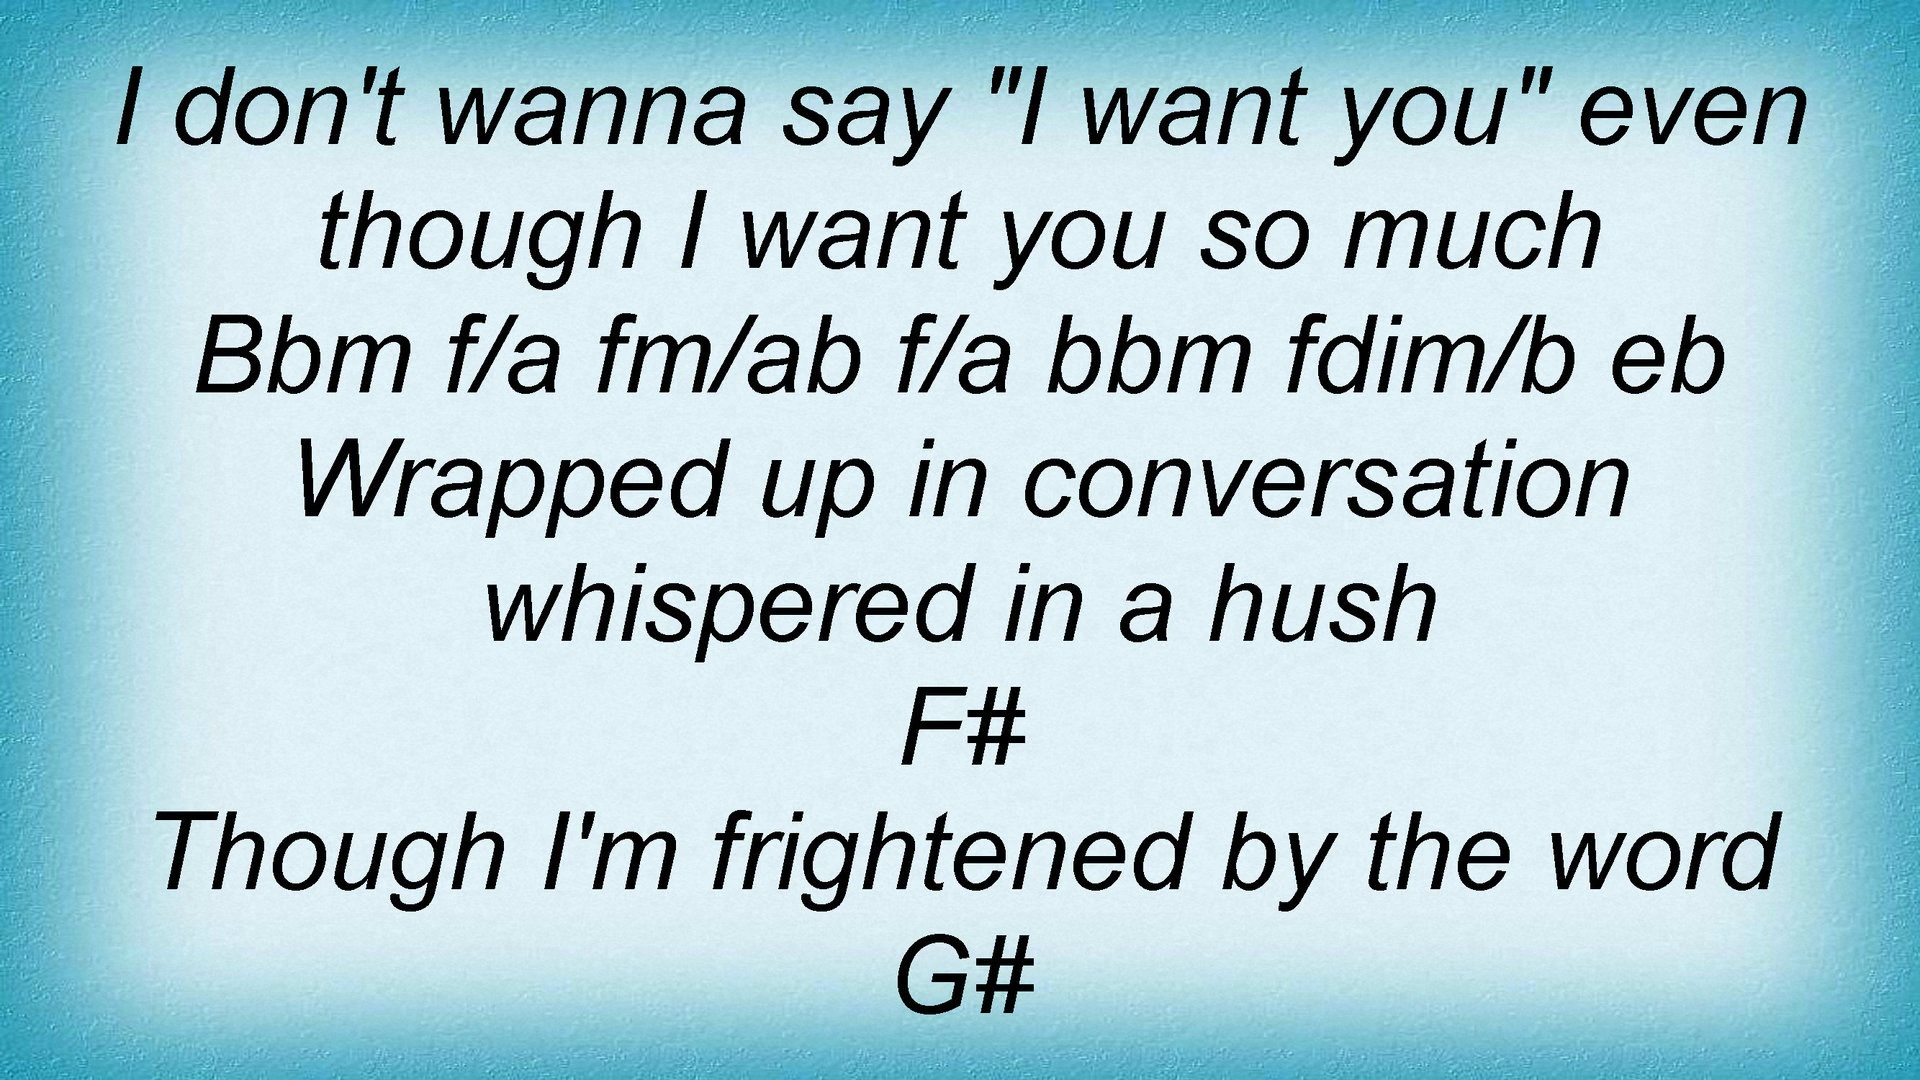 I don't wanna say "I want you" even
though I want you so much
Bbm f/a fm/ab f/a bbm fdim/b eb
Wrapped up in conversation
whispered in a hush
F#
Though I'm frightened by the word
G#